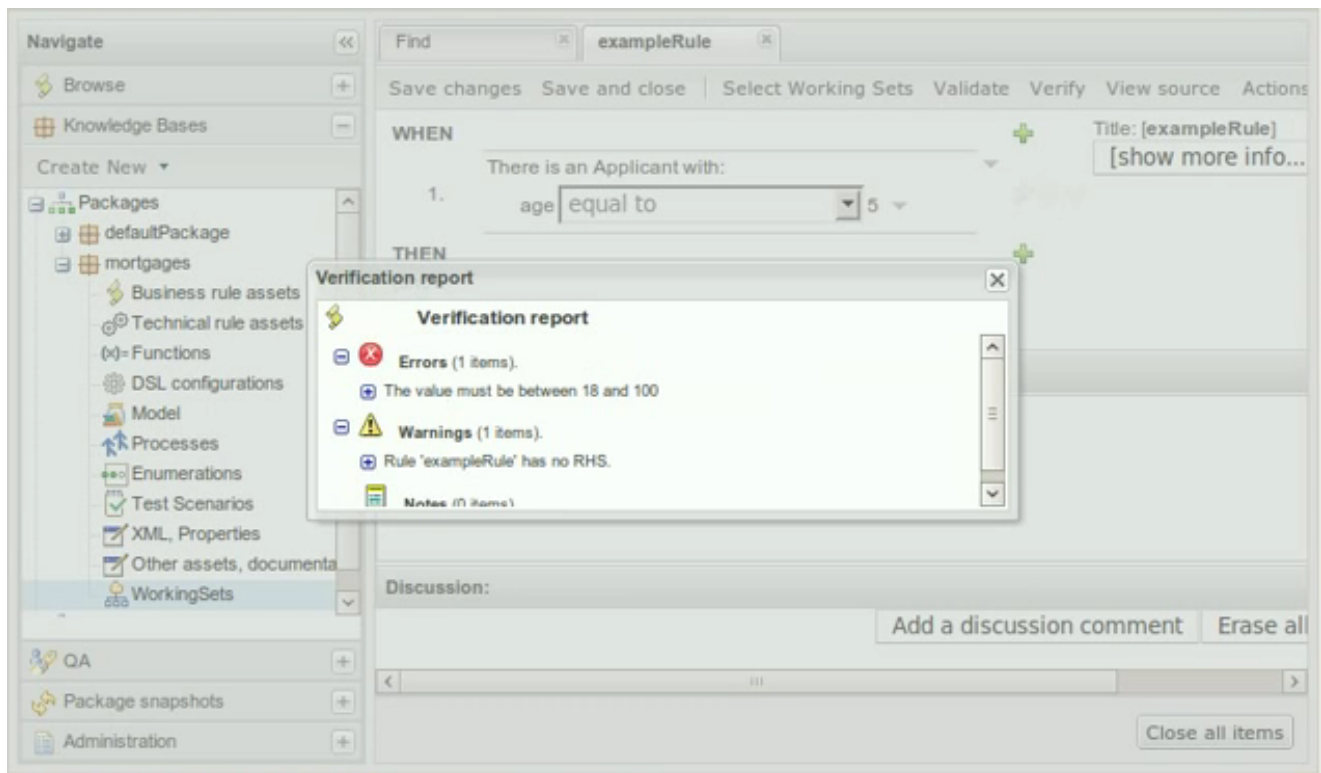 Navigate
Browse
Knowledge Bases
Create New
Packages
defaultPackage
mortgages
Business rule assets
Technical rule assets
(x)= Functions
DSL configurations
Model
Processes
Enumerations
Test Scenarios
XML, Properties
Other assets, documenta
WorkingSets
QA
Package snapshots
Administration
Find exampleRule
Save changes Save and close Select Working Sets Validate Verify View source Actions
WHEN
Title: [exampleRule]
[show more info...
There is an Applicant with:
1.
age equal to 5
THEN
Verification report
Verification report
Errors (1 items).
The value must be between 18 and 100
Warnings (1 items).
Rule 'exampleRule' has no RHS.
Notes (0 items)
Discussion:
Add a discussion comment Erase all
Close all items